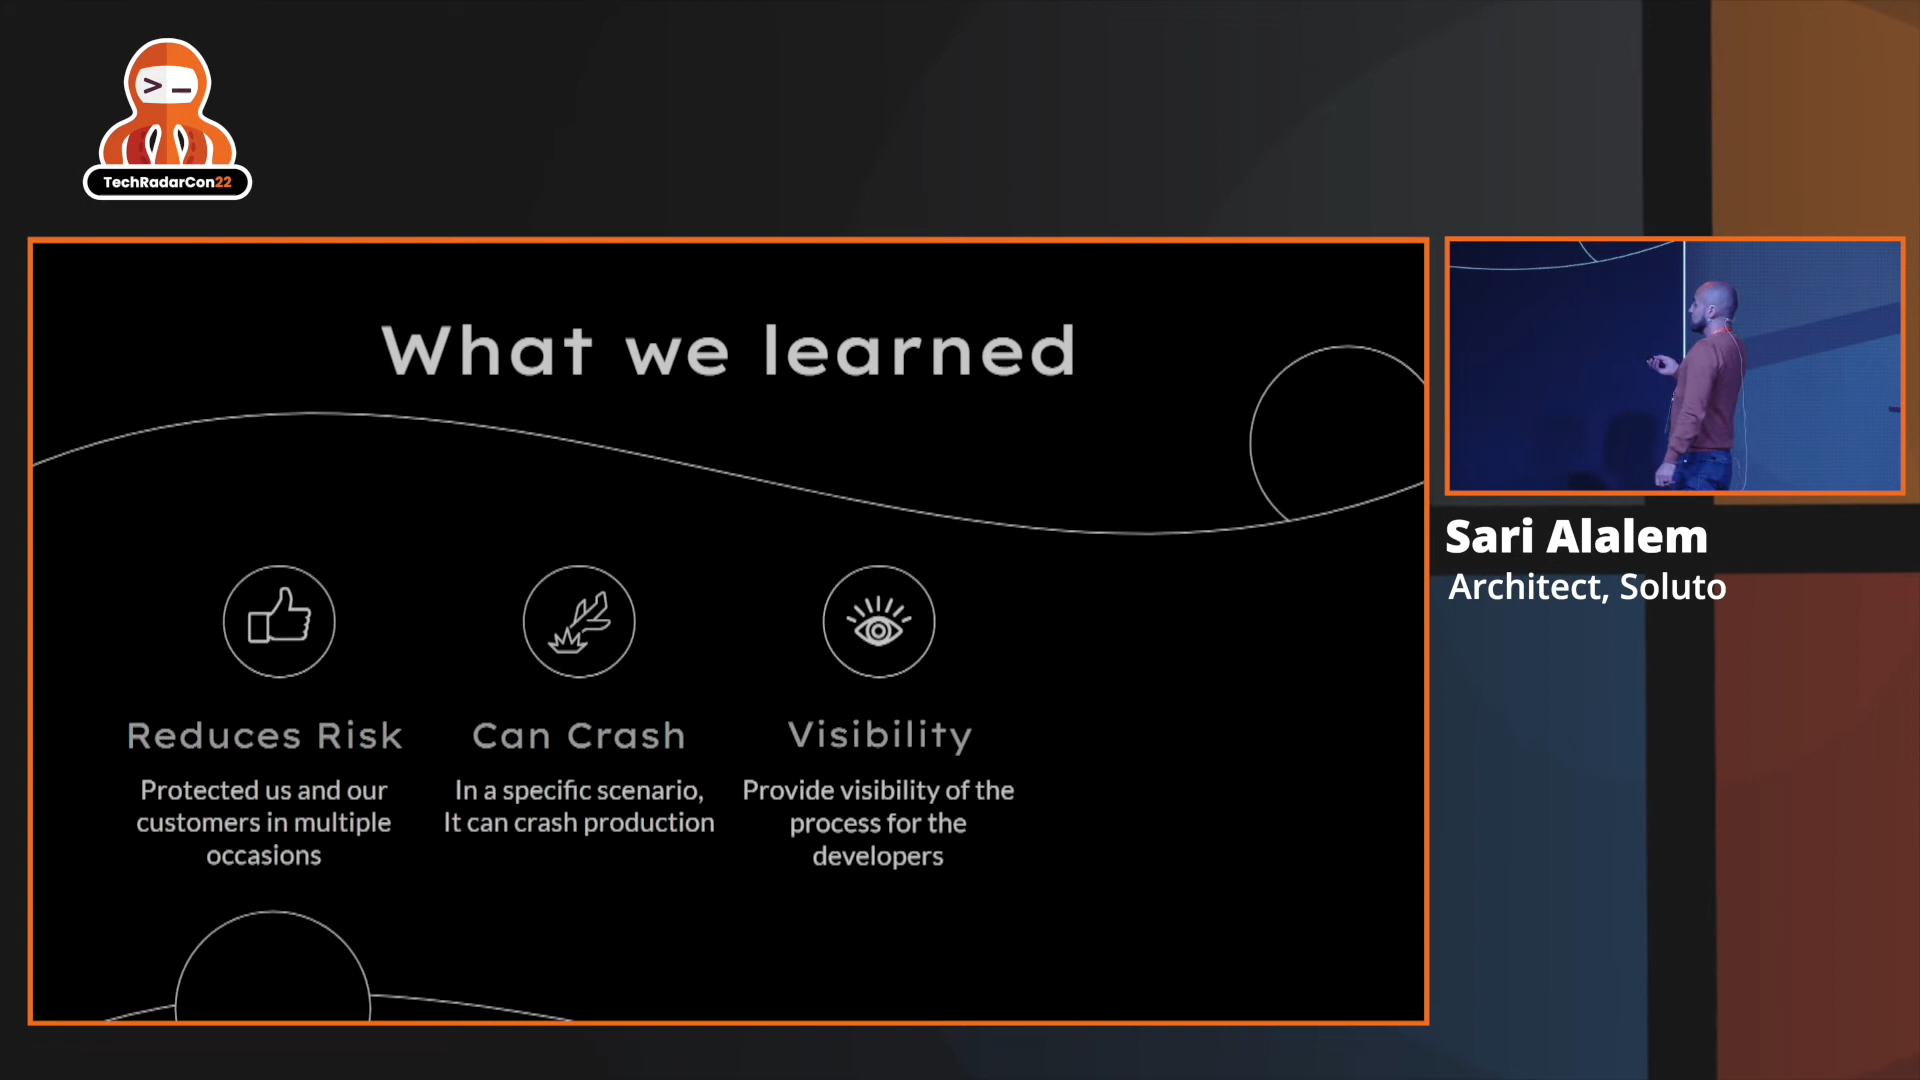 >_
TechRadarCon22
What we learned
Reduces Risk
Protected us and our
customers in multiple
occasions
Can Crash
In a specific scenario,
It can crash production
Visibility
Provide visibility of the
process for the
developers
Sari Alalem
Architect, Soluto